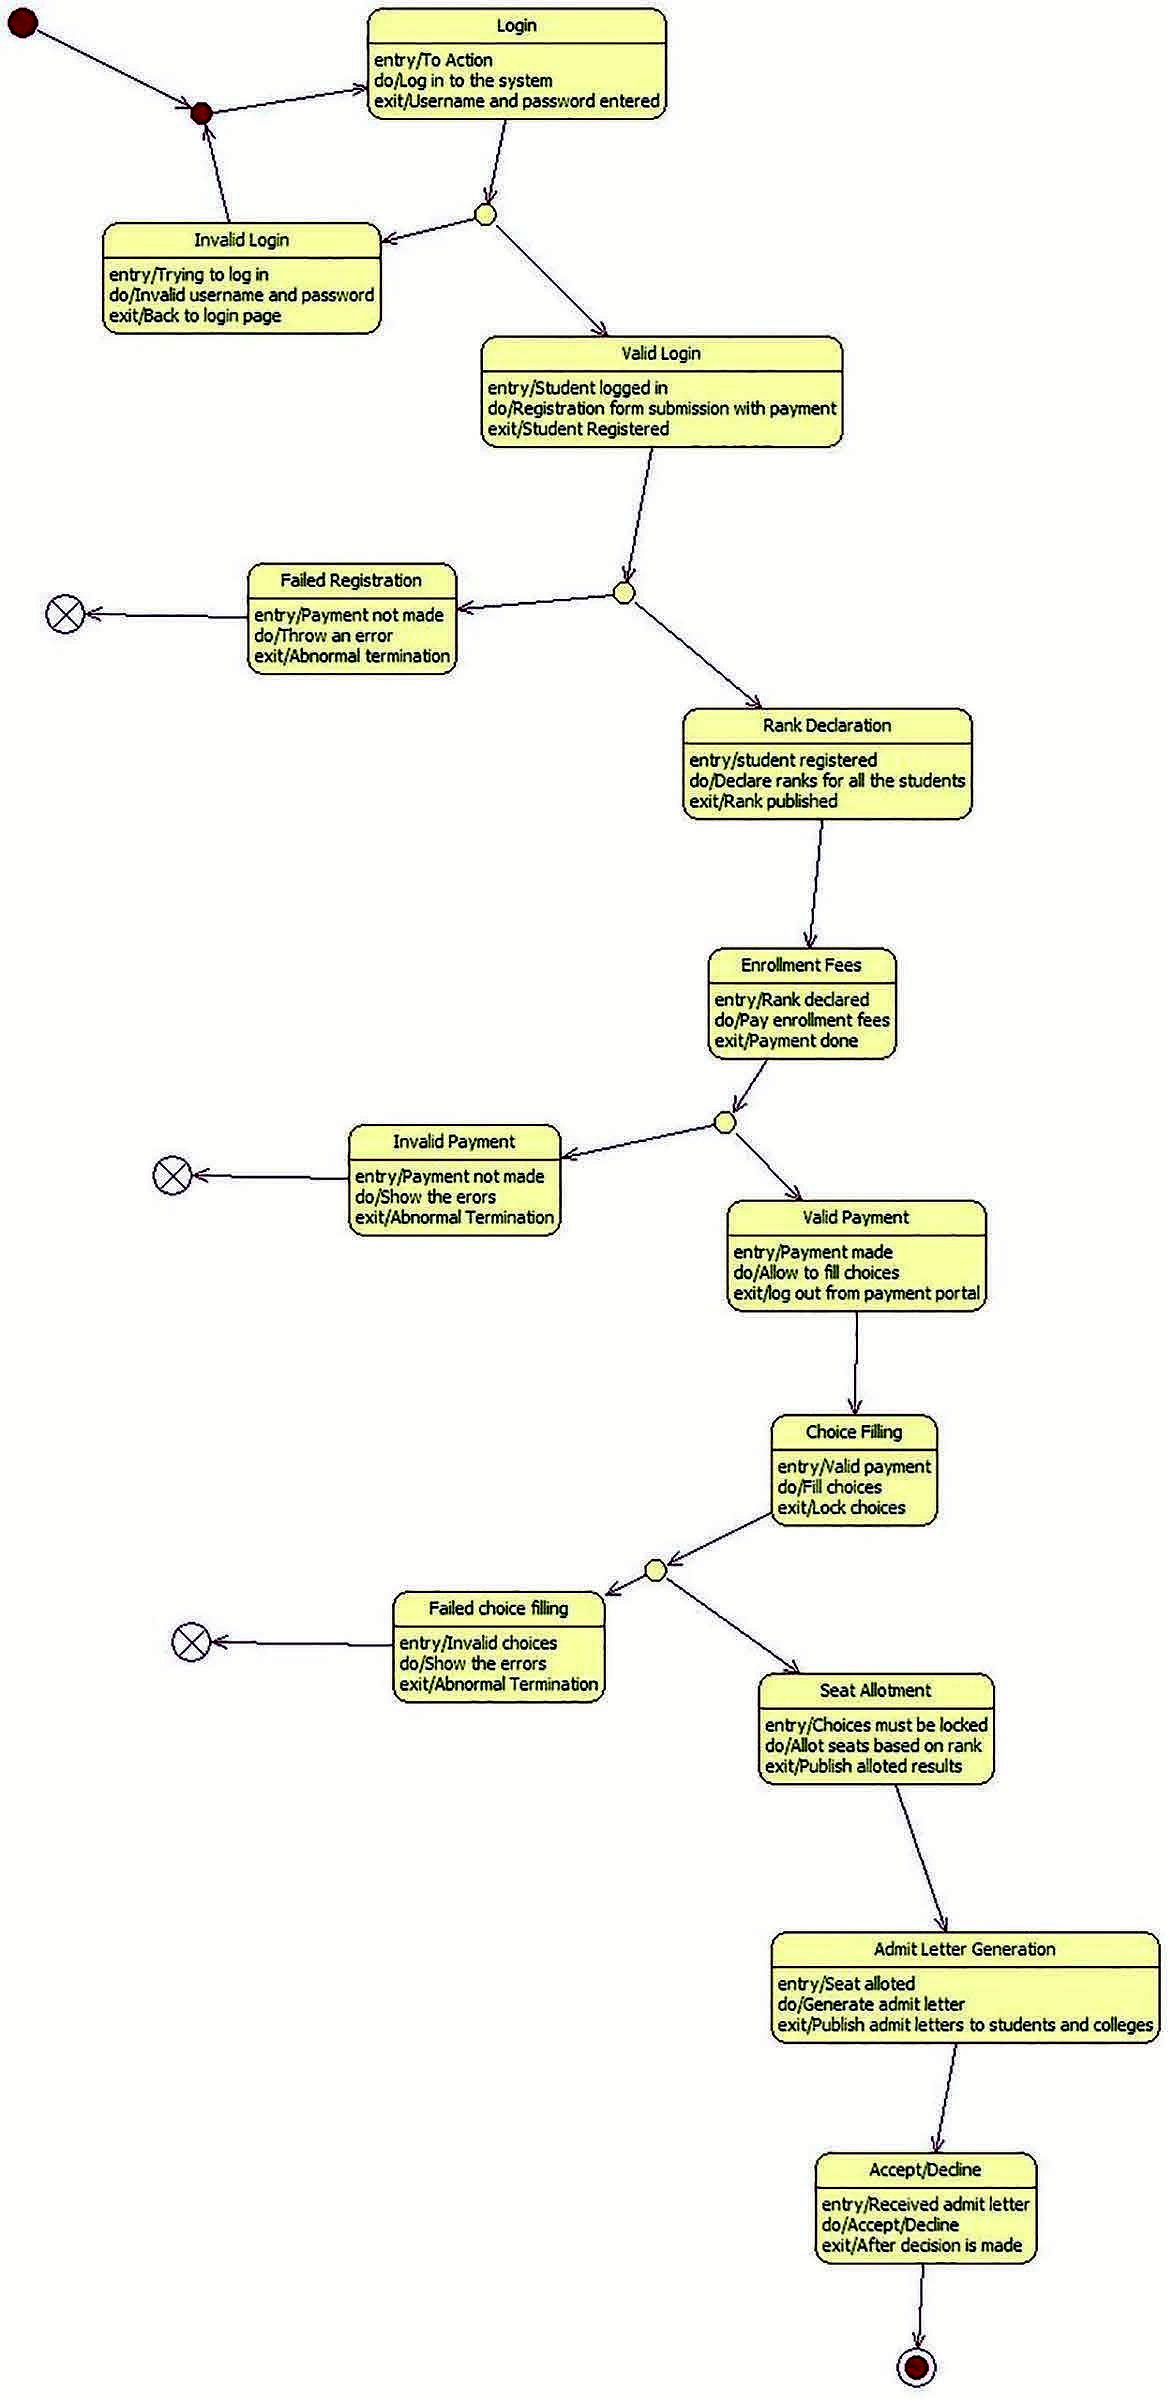 Login
entry/To Action
do/Log in to the system
exit/Username and password entered
Invalid Login
entry/Trying to log in
do/Invalid username and password
exit/Back to login page
Valid Login
entry/Student logged in
do/Registration form submission with payment
exit/Student Registered
Failed Registration
entry/Payment not made
do/Throw an error
exit/Abnormal termination
Rank Declaration
entry/student registered
do/Declare ranks for all the students
exit/Rank published
Enrollment Fees
entry/Rank declared
do/Pay enrollment fees
exit/Payment done
Invalid Payment
entry/Payment not made
do/Show the erors
exit/Abnormal Termination
Valid Payment
entry/Payment made
do/Allow to fill choices
exit/log out from payment portal
Choice Filling
entry/Valid payment
do/Fill choices
exit/Lock choices
Failed choice filling
entry/Invalid choices
do/Show the errors
exit/Abnormal Termination
Seat Allotment
entry/Choices must be locked
do/Allot seats based on rank
exit/Publish alloted results
Admit Letter Generation
entry/Seat alloted
do/Generate admit letter
exit/Publish admit letters to students and colleges
Accept/Decline
entry/Received admit letter
do/Accept/Decline
exit/After decision is made